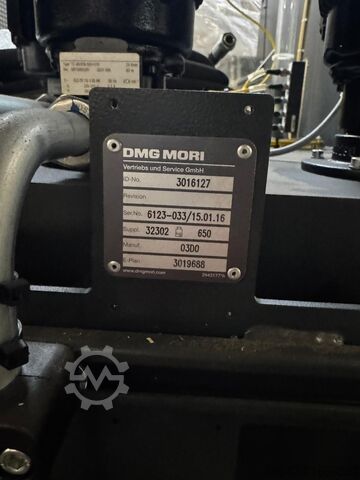 DMG MORI
Vertriebs und Service GmbH
ID-No. 3016127
Revision
Ser.No. 6123-033/15.01.16
Suppl. 32302 650
Manuf. 03D0
E-Plan 3019688
www.dmgmori.com